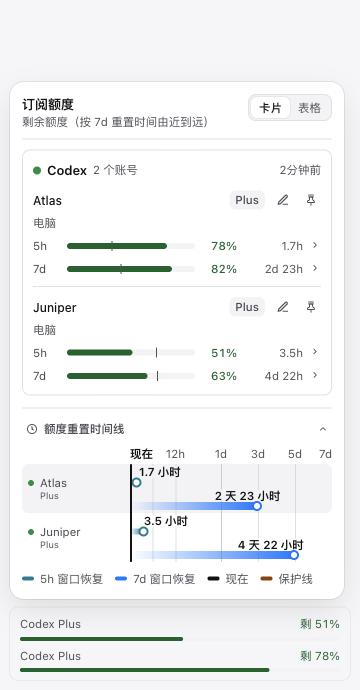 订阅额度
剩余额度（按 7d 重置时间由近到远）
卡片 表格
Codex 2 个账号 2分钟前
Atlas Plus
电脑
5h 78% 1.7h
7d 82% 2d 23h
Juniper Plus
电脑
5h 51% 3.5h
7d 63% 4d 22h
额度重置时间线
现在 12h 1d 3d 5d 7d
1.7 小时
Atlas
Plus
2 天 23 小时
3.5 小时
Juniper
Plus
4 天 22 小时
5h 窗口恢复 7d 窗口恢复 现在 保护线
Codex Plus 剩 51%
Codex Plus 剩 78%